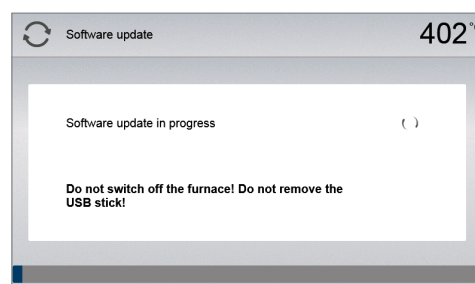 Software update
402°
Software update in progress
Do not switch off the furnace! Do not remove the
USB stick!